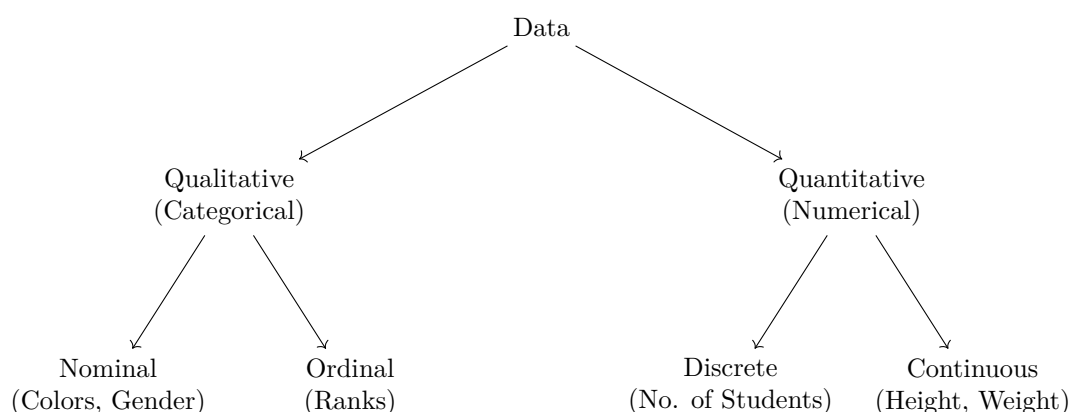 Data
Qualitative
(Categorical)
Quantitative
(Numerical)
Nominal
(Colors, Gender)
Ordinal
(Ranks)
Discrete
(No. of Students)
Continuous
(Height, Weight)